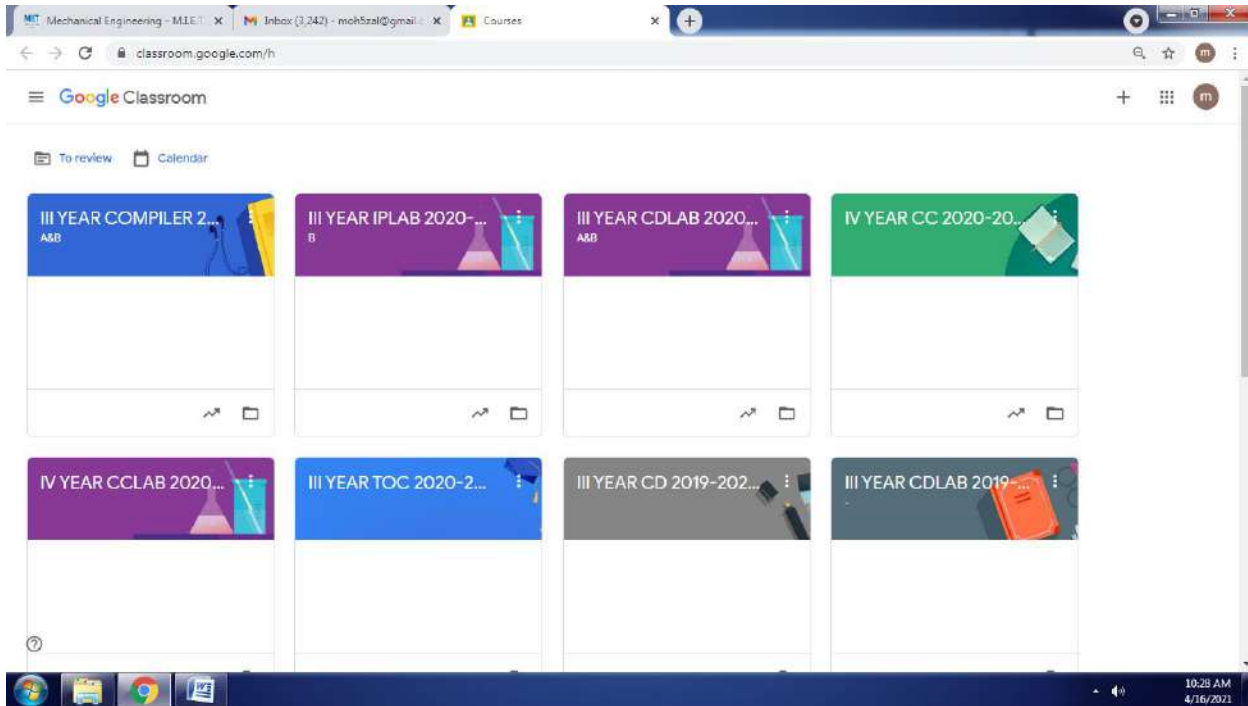 Mechanical Engineering - M.I.E.T
Inbox (3,242) - moh5zal@gmail.c
Courses
classroom.google.com/h
m
Google Classroom
m
To review
Calendar
III YEAR COMPILER 2...
A&B
III YEAR IPLAB 2020-...
B
III YEAR CDLAB 2020...
A&B
IV YEAR CC 2020-20...
IV YEAR CCLAB 2020...
III YEAR TOC 2020-2...
III YEAR CD 2019-202...
III YEAR CDLAB 2019-...
-
10:28 AM
4/16/2021